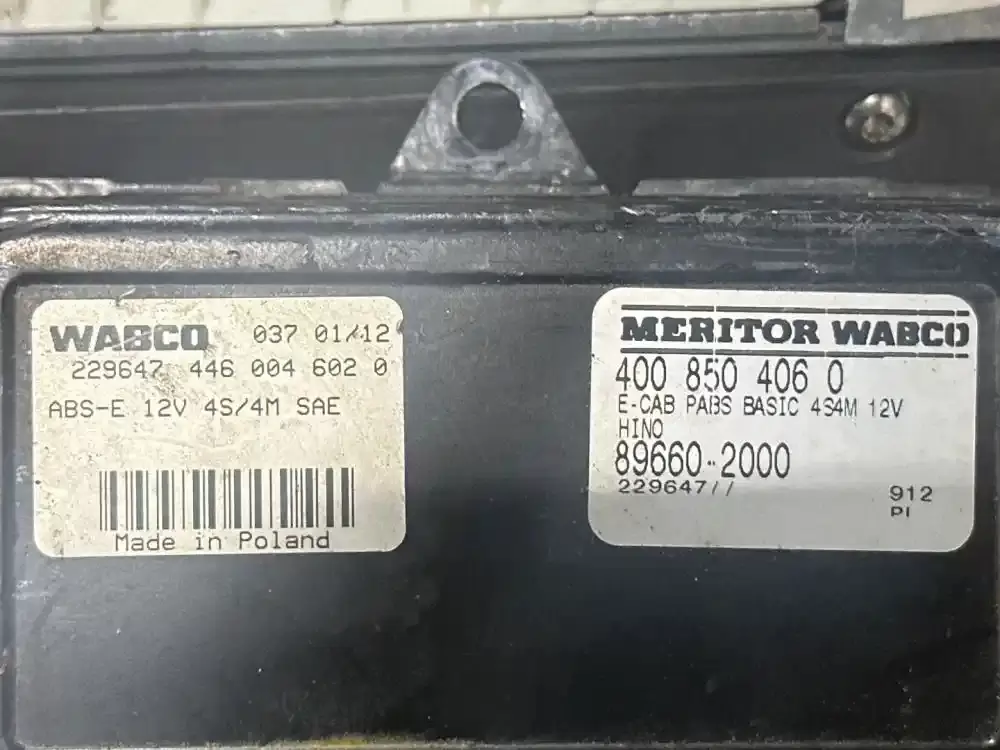 WABCO 037 01/12
229647 446 004 602 0
ABS-E 12V 4S/4M SAE
Made in Poland
MERITOR WABCO
400 850 406 0
E-CAB PABS BASIC 4S4M 12V
HINO
89660-2000
229647//
912
PI